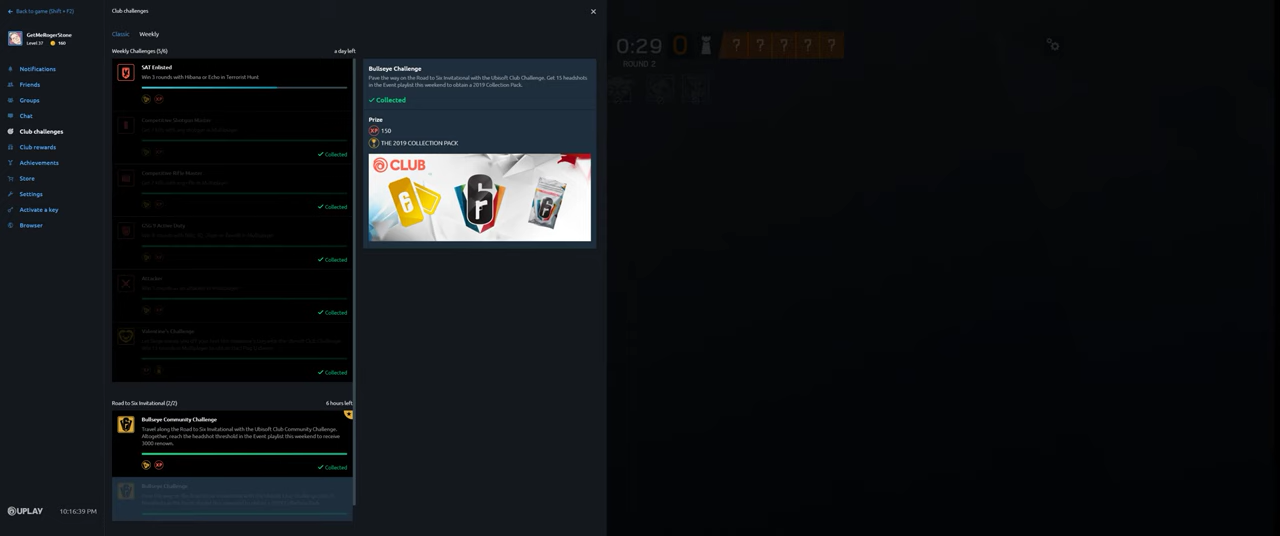 Back to game (Shift + F2)
GetMeRogerStone
Level 37 160
Notifications
Friends
Groups
Chat
Club challenges
Club rewards
Achievements
Store
Settings
Activate a key
Browser
UPLAY 10:16:39 PM
Club challenges
Classic Weekly
Weekly Challenges (5/6) a day left
SAT Enlisted
Win 3 rounds with Hibana or Echo in Terrorist Hunt
XP
Collected
Collected
Collected
Collected
Valentine's Challenge
Collected
Road to Six Invitational (2/2) 6 hours left
Bullseye Community Challenge
Travel along the Road to Six Invitational with the Ubisoft Club Community Challenge.
Altogether, reach the headshot threshold in the Event playlist this weekend to receive
3000 renown.
XP
Collected
Bullseye Challenge
Bullseye Challenge
Pave the way on the Road to Six Invitational with the Ubisoft Club Challenge. Get 15 headshots
in the Event playlist this weekend to obtain a 2019 Collection Pack.
Collected
Prize
XP 150
THE 2019 COLLECTION PACK
CLUB
0:29 0 ? ? ? ? ?
ROUND 2